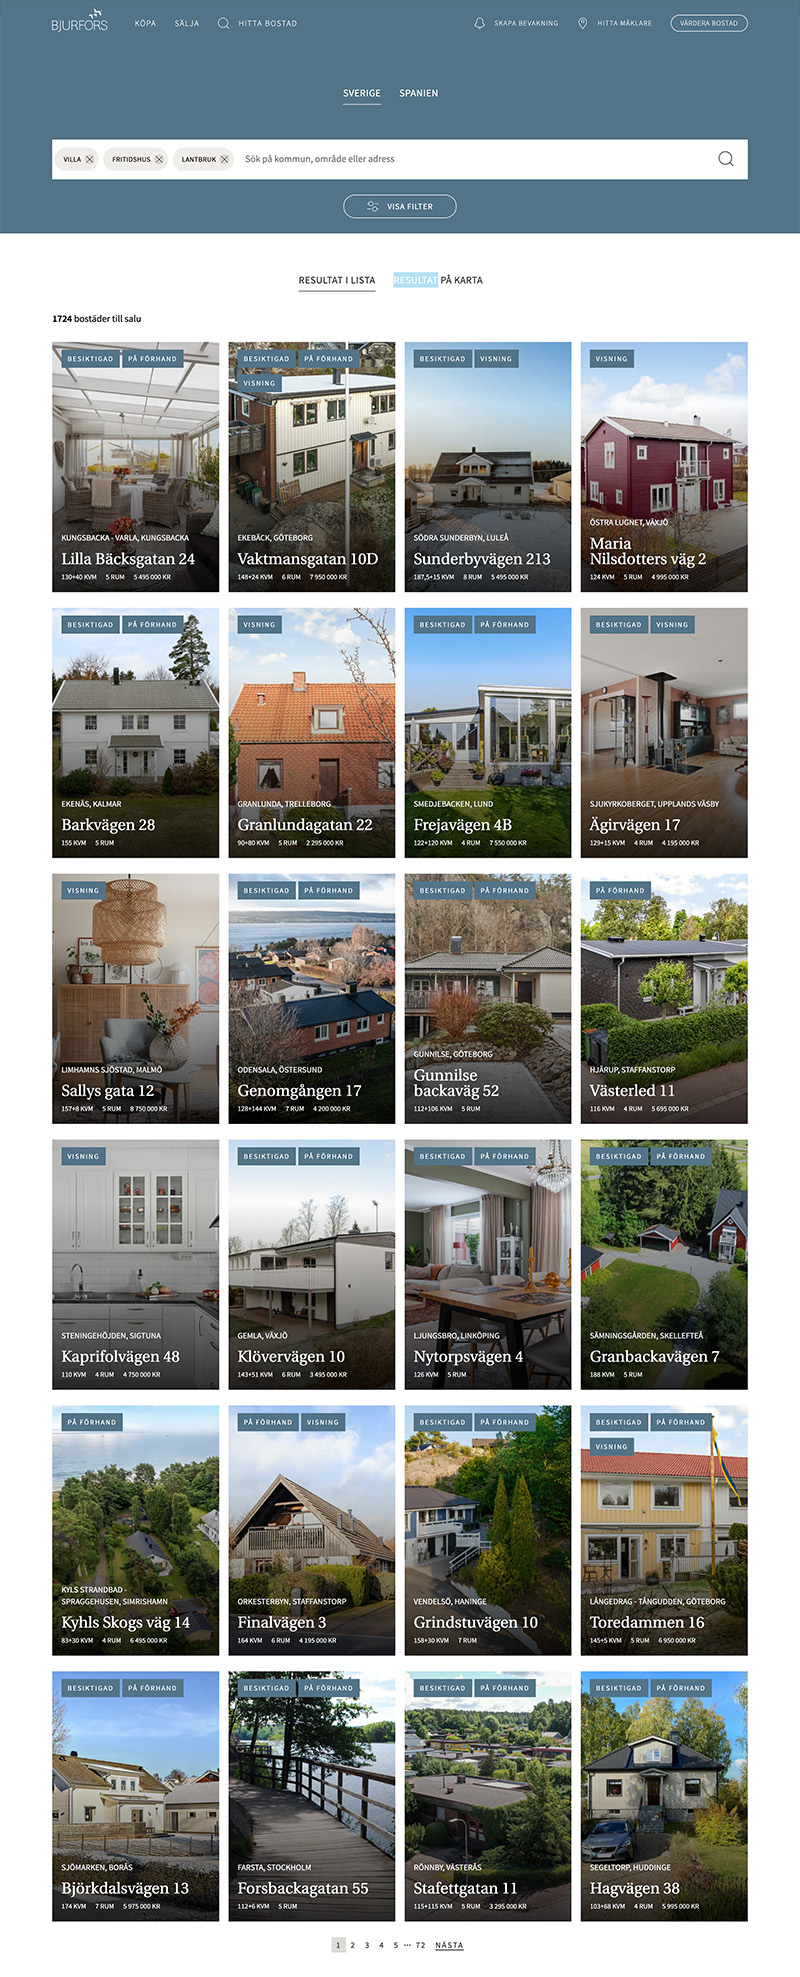 BJURFORS
KÖPA SÄLJA HITTA BOSTAD
SKAPA BEVAKNING HITTA MÄKLARE VÄRDERA BOSTAD
SVERIGE SPANIEN
VILLA FRITIDSHUS LANTBRUK Sök på kommun, område eller adress
VISA FILTER
RESULTAT I LISTA RESULTAT PÅ KARTA
1724 bostäder till salu
BESIKTIGAD PÅ FÖRHAND
KUNGSBACKA - VARLA, KUNGSBACKA
Lilla Bäcksgatan 24
130+40 KVM 5 RUM 5 495 000 KR
BESIKTIGAD PÅ FÖRHAND
VISNING
EKEBÄCK, GÖTEBORG
Vaktmansgatan 10D
148+24 KVM 6 RUM 7 950 000 KR
BESIKTIGAD VISNING
SÖDRA SUNDERBYN, LULEÅ
Sunderbyvägen 213
187,5+15 KVM 8 RUM 5 495 000 KR
VISNING
ÖSTRA LUGNET, VÄXJÖ
Maria
Nilsdotters väg 2
124 KVM 5 RUM 4 995 000 KR
BESIKTIGAD PÅ FÖRHAND
EKENÄS, KALMAR
Barkvägen 28
155 KVM 5 RUM
VISNING
GRANLUNDA, TRELLEBORG
Granlundagatan 22
90+80 KVM 5 RUM 2 295 000 KR
BESIKTIGAD PÅ FÖRHAND
SMEDJEBACKEN, LUND
Frejavägen 4B
122+120 KVM 4 RUM 7 550 000 KR
BESIKTIGAD VISNING
SJUKYRKOBERGET, UPPLANDS VÄSBY
Ägirvägen 17
129+15 KVM 4 RUM 4 195 000 KR
VISNING
LIMHAMNS SJÖSTAD, MALMÖ
Sallys gata 12
157+8 KVM 5 RUM 8 750 000 KR
BESIKTIGAD PÅ FÖRHAND
ODENSALA, ÖSTERSUND
Genomgången 17
128+144 KVM 7 RUM 4 200 000 KR
BESIKTIGAD PÅ FÖRHAND
GUNNILSE, GÖTEBORG
Gunnilse
backaväg 52
112+106 KVM 5 RUM
PÅ FÖRHAND
HJÄRUP, STAFFANSTORP
Västerled 11
116 KVM 4 RUM 5 695 000 KR
VISNING
STENINGEHÖJDEN, SIGTUNA
Kaprifolvägen 48
110 KVM 4 RUM 4 750 000 KR
BESIKTIGAD PÅ FÖRHAND
GEMLA, VÄXJÖ
Klövervägen 10
143+51 KVM 6 RUM 3 495 000 KR
BESIKTIGAD PÅ FÖRHAND
LJUNGSBRO, LINKÖPING
Nytorpsvägen 4
126 KVM 5 RUM
BESIKTIGAD PÅ FÖRHAND
SÄMNINGSGÅRDEN, SKELLEFTEÅ
Granbackavägen 7
188 KVM 5 RUM
PÅ FÖRHAND
KYLS STRANDBAD -
SPRAGGEHUSEN, SIMRISHAMN
Kyhls Skogs väg 14
83+30 KVM 4 RUM 6 495 000 KR
PÅ FÖRHAND VISNING
ORKESTERBYN, STAFFANSTORP
Finalvägen 3
164 KVM 6 RUM 4 195 000 KR
BESIKTIGAD PÅ FÖRHAND
VENDELSÖ, HANINGE
Grindstuvägen 10
158+30 KVM 7 RUM
BESIKTIGAD PÅ FÖRHAND
VISNING
LÅNGEDRAG - TÅNGUDDEN, GÖTEBORG
Toredammen 16
145+5 KVM 5 RUM 6 950 000 KR
BESIKTIGAD PÅ FÖRHAND
SJÖMARKEN, BORÅS
Björkdalsvägen 13
174 KVM 7 RUM 5 975 000 KR
BESIKTIGAD PÅ FÖRHAND
FARSTA, STOCKHOLM
Forsbackagatan 55
112+6 KVM 5 RUM
BESIKTIGAD PÅ FÖRHAND
RÖNNBY, VÄSTERÅS
Stafettgatan 11
115+115 KVM 5 RUM 3 295 000 KR
BESIKTIGAD PÅ FÖRHAND
SEGELTORP, HUDDINGE
Hagvägen 38
103+68 KVM 4 RUM 5 995 000 KR
1 2 3 4 5 ··· 72 NÄSTA